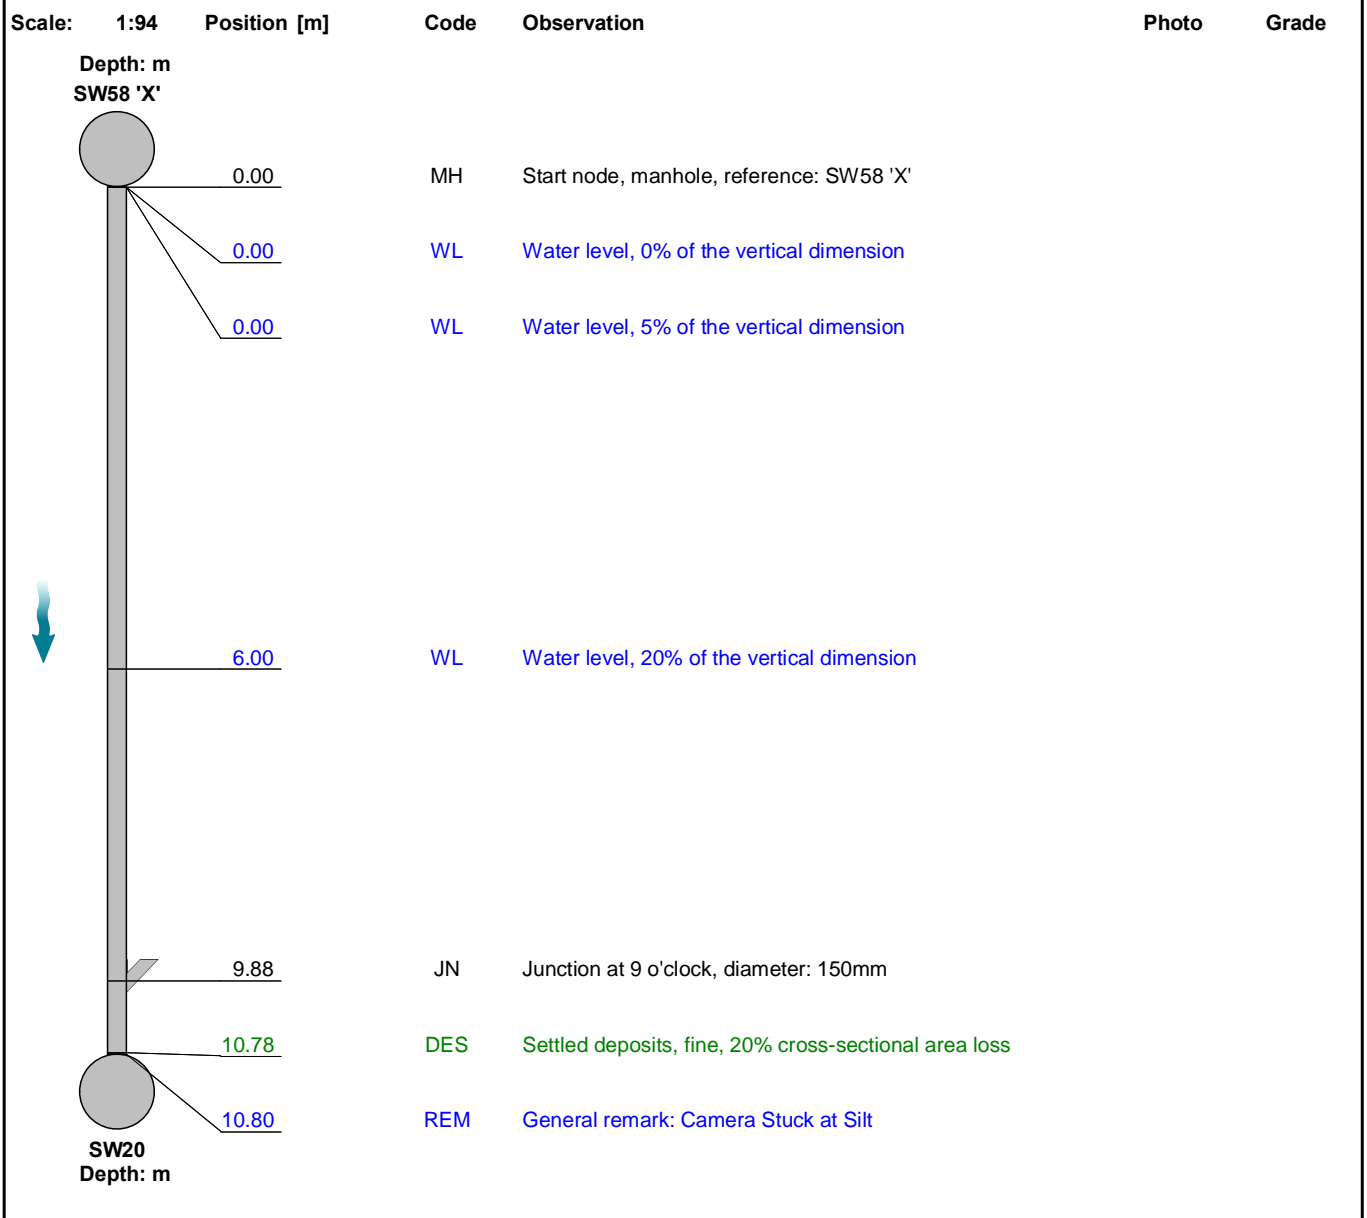 Scale: 1:94 Position [m] Code Observation Photo Grade
Depth: m
SW58 'X'
0.00 MH Start node, manhole, reference: SW58 'X'
0.00 WL Water level, 0% of the vertical dimension
0.00 WL Water level, 5% of the vertical dimension
6.00 WL Water level, 20% of the vertical dimension
9.88 JN Junction at 9 o'clock, diameter: 150mm
10.78 DES Settled deposits, fine, 20% cross-sectional area loss
10.80 REM General remark: Camera Stuck at Silt
SW20
Depth: m